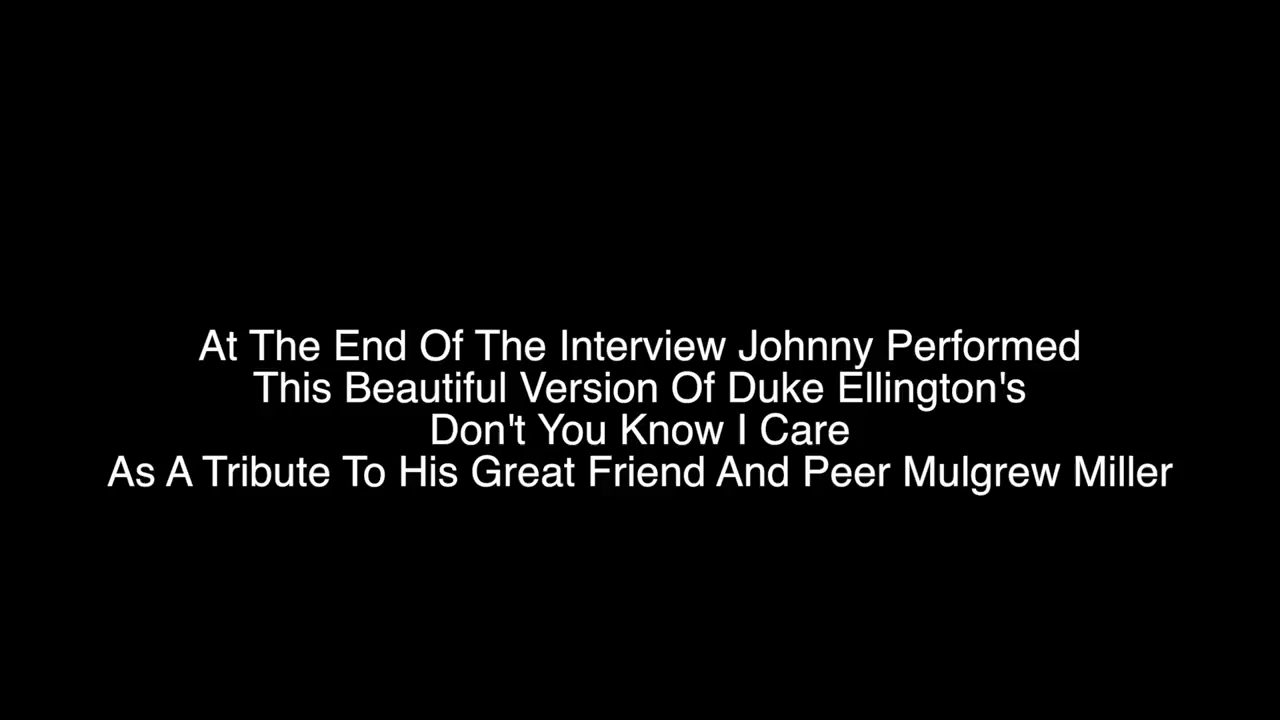 At The End Of The Interview Johnny Performed
This Beautiful Version Of Duke Ellington's
Don't You Know I Care
As A Tribute To His Great Friend And Peer Mulgrew Miller